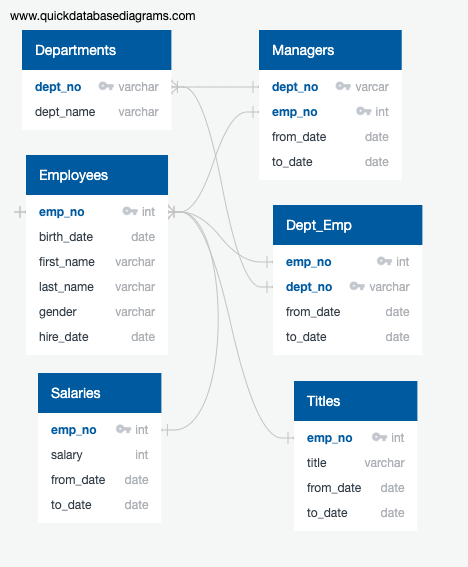 www.quickdatabasediagrams.com
Departments
dept_no varchar
dept_name varchar
Managers
dept_no varcar
emp_no int
from_date date
to_date date
Employees
emp_no int
birth_date date
first_name varchar
last_name varchar
gender varchar
hire_date date
Dept_Emp
emp_no int
dept_no varchar
from_date date
to_date date
Salaries
emp_no int
salary int
from_date date
to_date date
Titles
emp_no int
title varchar
from_date date
to_date date